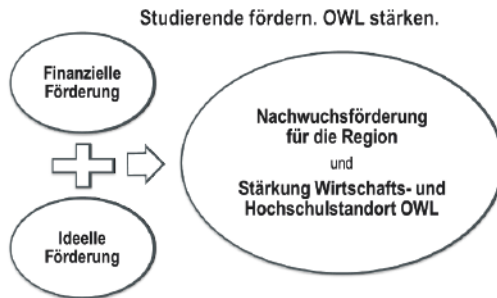 Studierende fördern. OWL stärken.
Finanzielle
Förderung
Nachwuchsförderung
für die Region
und
Stärkung Wirtschafts- und
Hochschulstandort OWL
Ideelle
Förderung